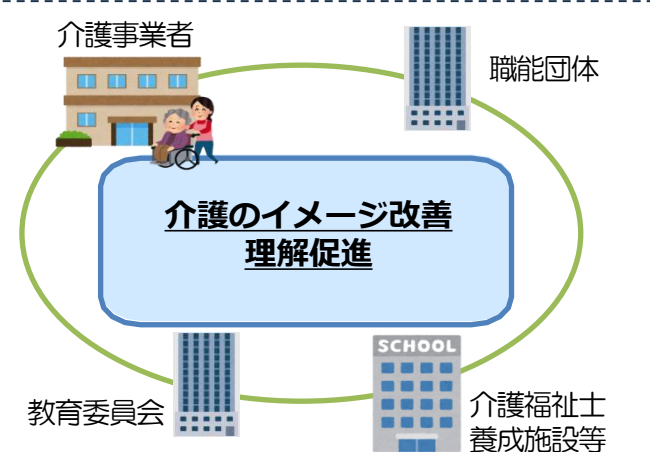 介護事業者
職能団体
介護のイメージ改善
理解促進
SCHOOL
教育委員会
介護福祉士
養成施設等